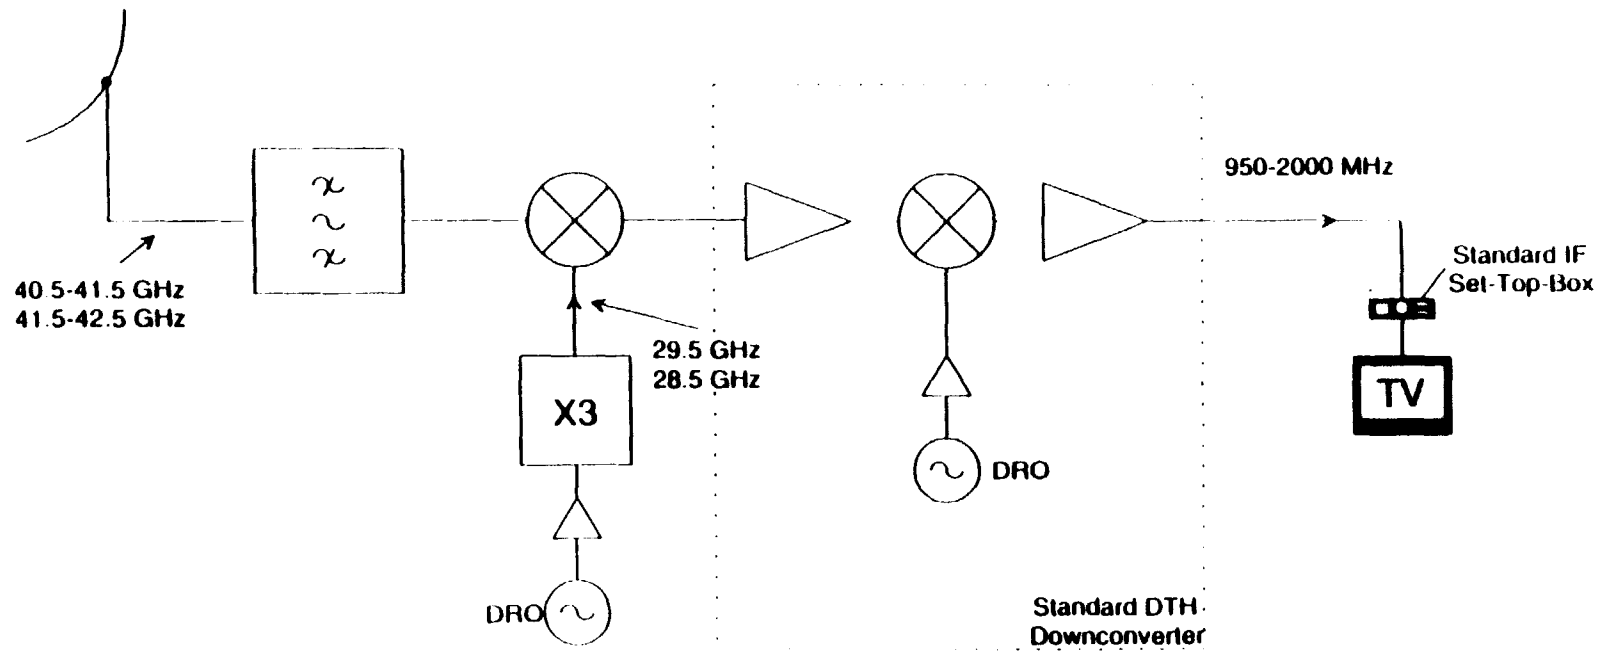 950-2000 MHz
Standard IF
Set-Top-Box
40.5-41.5 GHz
41.5-42.5 GHz
29.5 GHz
28.5 GHz
X3
TV
DRO
DRO
Standard DTH
Downconverter